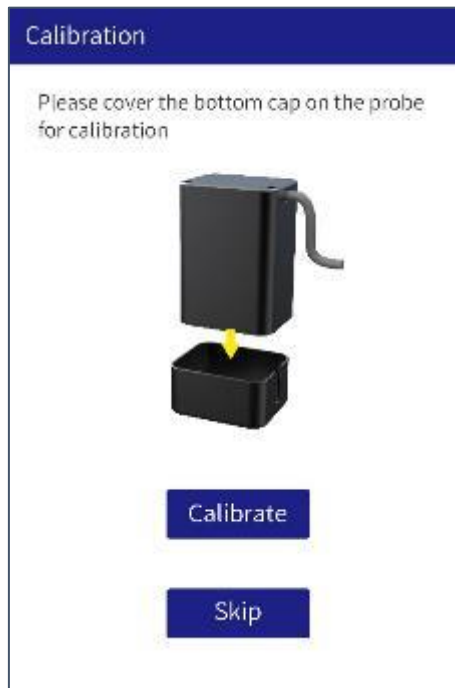 Calibration
Please cover the bottom cap on the probe
for calibration
Calibrate
Skip